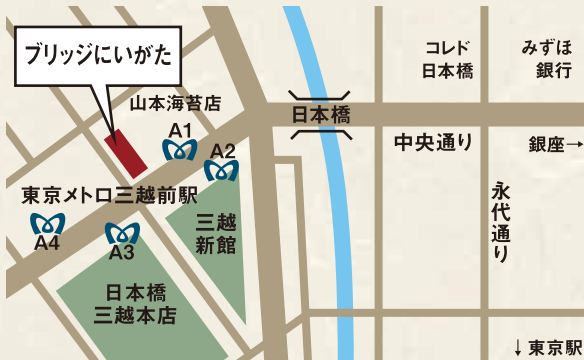 ブリッジにいがた
山本海苔店
A1
A2
東京メトロ三越前駅
A4
A3
三越
新館
日本橋
三越本店
日本橋
コレド
日本橋
みずほ
銀行
中央通り
銀座→
永代通り
↓東京駅